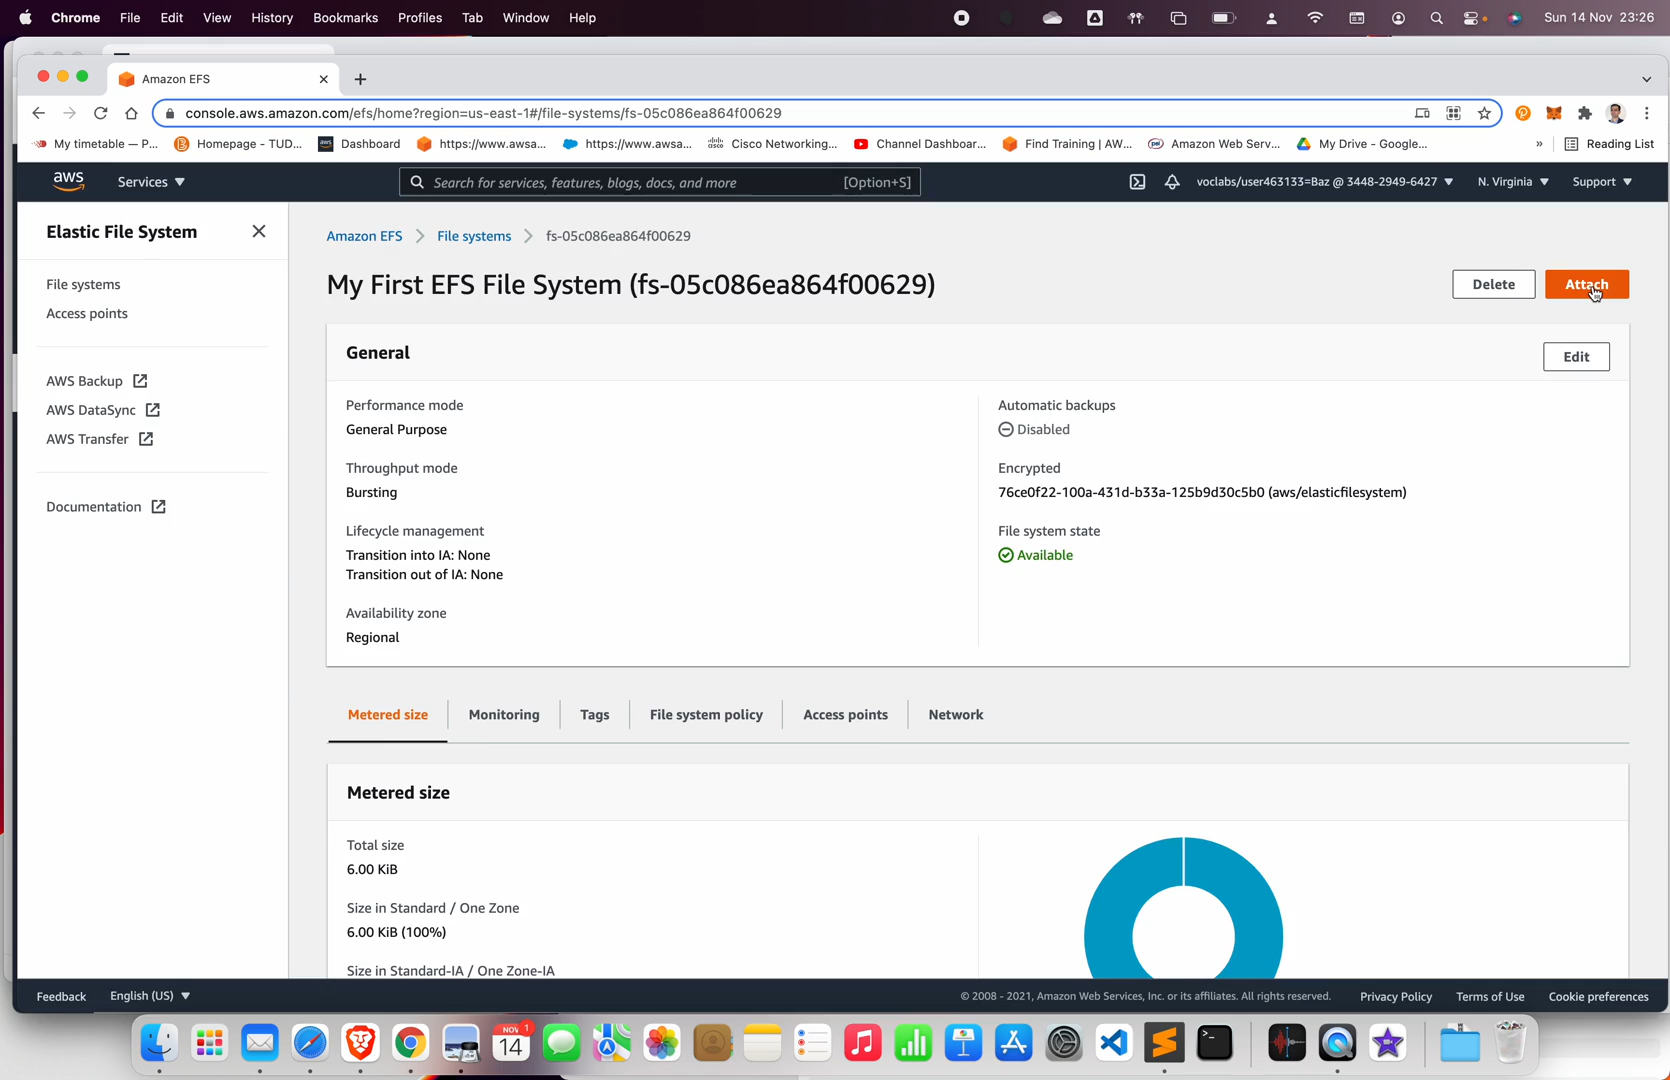 Chrome File Edit View History Bookmarks Profiles Tab Window Help Sun 14 Nov 23:26
Amazon EFS
console.aws.amazon.com/efs/home?region=us-east-1#/file-systems/fs-05c086ea864f00629
My timetable — P... Homepage - TUD... Dashboard https://www.awsa... https://www.awsa... Cisco Networking... Channel Dashboar... Find Training | AW... Amazon Web Serv... My Drive - Google... » Reading List
aws Services Search for services, features, blogs, docs, and more [Option+S] voclabs/user463133=Baz @ 3448-2949-6427 N. Virginia Support
Elastic File System
File systems
Access points
AWS Backup
AWS DataSync
AWS Transfer
Documentation
Amazon EFS File systems fs-05c086ea864f00629
My First EFS File System (fs-05c086ea864f00629)
Delete Attach
General
Edit
Performance mode
General Purpose
Throughput mode
Bursting
Lifecycle management
Transition into IA: None
Transition out of IA: None
Availability zone
Regional
Automatic backups
Disabled
Encrypted
76ce0f22-100a-431d-b33a-125b9d30c5b0 (aws/elasticfilesystem)
File system state
Available
Metered size Monitoring Tags File system policy Access points Network
Metered size
Total size
6.00 KiB
Size in Standard / One Zone
6.00 KiB (100%)
Size in Standard-IA / One Zone-IA
Feedback English (US) © 2008 - 2021, Amazon Web Services, Inc. or its affiliates. All rights reserved. Privacy Policy Terms of Use Cookie preferences
NOV 1
14